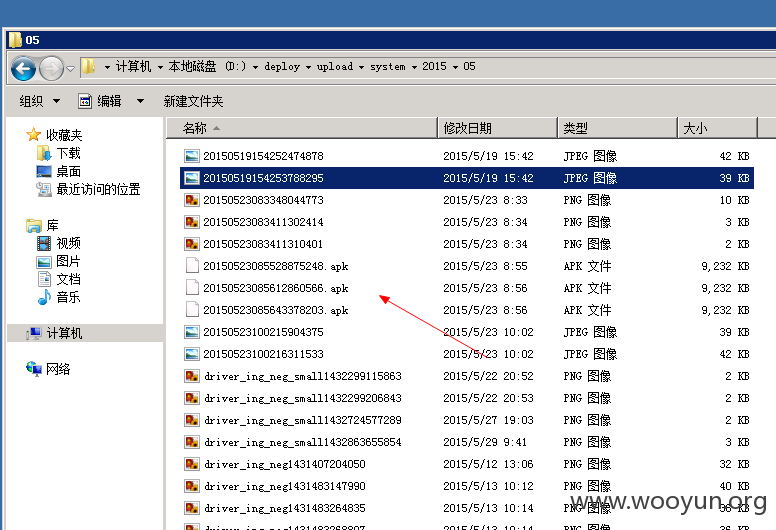 05
计算机 本地磁盘 (D:) deploy upload system 2015 05
组织 编辑 新建文件夹
收藏夹
下载
桌面
最近访问的位置
库
视频
图片
文档
音乐
计算机
网络
名称 修改日期 类型 大小
20150519154252474878 2015/5/19 15:42 JPEG 图像 42 KB
20150519154253788295 2015/5/19 15:42 JPEG 图像 39 KB
20150523083348044773 2015/5/23 8:33 PNG 图像 10 KB
20150523083411302414 2015/5/23 8:34 PNG 图像 3 KB
20150523083411310401 2015/5/23 8:34 PNG 图像 2 KB
20150523085528875248.apk 2015/5/23 8:55 APK 文件 9,232 KB
20150523085612860566.apk 2015/5/23 8:56 APK 文件 9,232 KB
20150523085643378203.apk 2015/5/23 8:56 APK 文件 9,232 KB
20150523100215904375 2015/5/23 10:02 JPEG 图像 39 KB
20150523100216311533 2015/5/23 10:02 JPEG 图像 42 KB
driver_ing_neg_small1432299115863 2015/5/22 20:52 PNG 图像 2 KB
driver_ing_neg_small1432299206843 2015/5/22 20:53 PNG 图像 2 KB
driver_ing_neg_small1432724577289 2015/5/27 19:03 PNG 图像 2 KB
driver_ing_neg_small1432863655854 2015/5/29 9:41 PNG 图像 3 KB
driver_ing_neg1431407204050 2015/5/12 13:06 PNG 图像 32 KB
driver_ing_neg1431483147990 2015/5/13 10:12 PNG 图像 40 KB
driver_ing_neg1431483264835 2015/5/13 10:14 PNG 图像 KB
www.wooyun.org